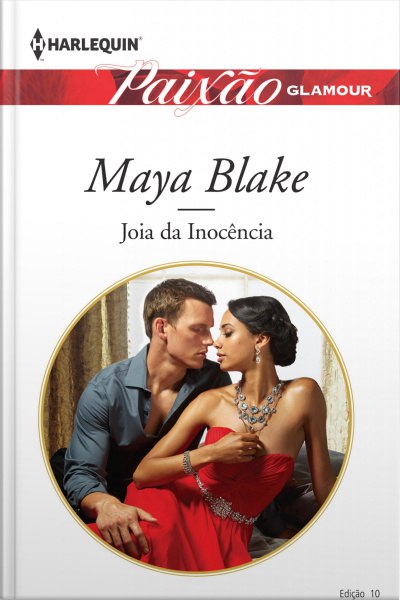 HARLEQUIN®
Paixão GLAMOUR
Maya Blake
Joia da Inocência
Edição 10